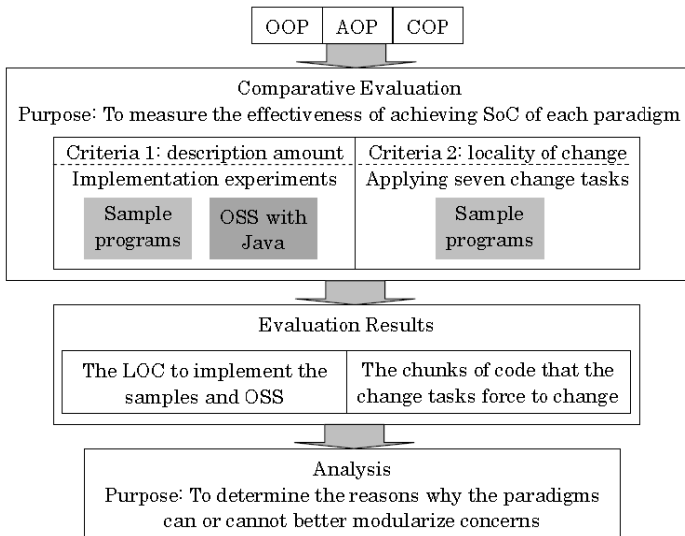 OOP AOP COP
Comparative Evaluation
Purpose: To measure the effectiveness of achieving SoC of each paradigm
Criteria 1: description amount
Implementation experiments
Sample
programs
OSS with
Java
Criteria 2: locality of change
Applying seven change tasks
Sample
programs
Evaluation Results
The LOC to implement the
samples and OSS
The chunks of code that the
change tasks force to change
Analysis
Purpose: To determine the reasons why the paradigms
can or cannot better modularize concerns